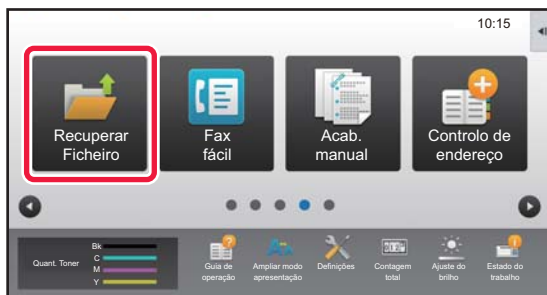 10:15
Recuperar
Ficheiro
Fax
fácil
Acab.
manual
Controlo de
endereço
Quant. Toner
Bk
C
M
Y
Guia de
operação
Ampliar modo
apresentação
Definições
Contagem
total
Ajuste do
brilho
Estado do
trabalho